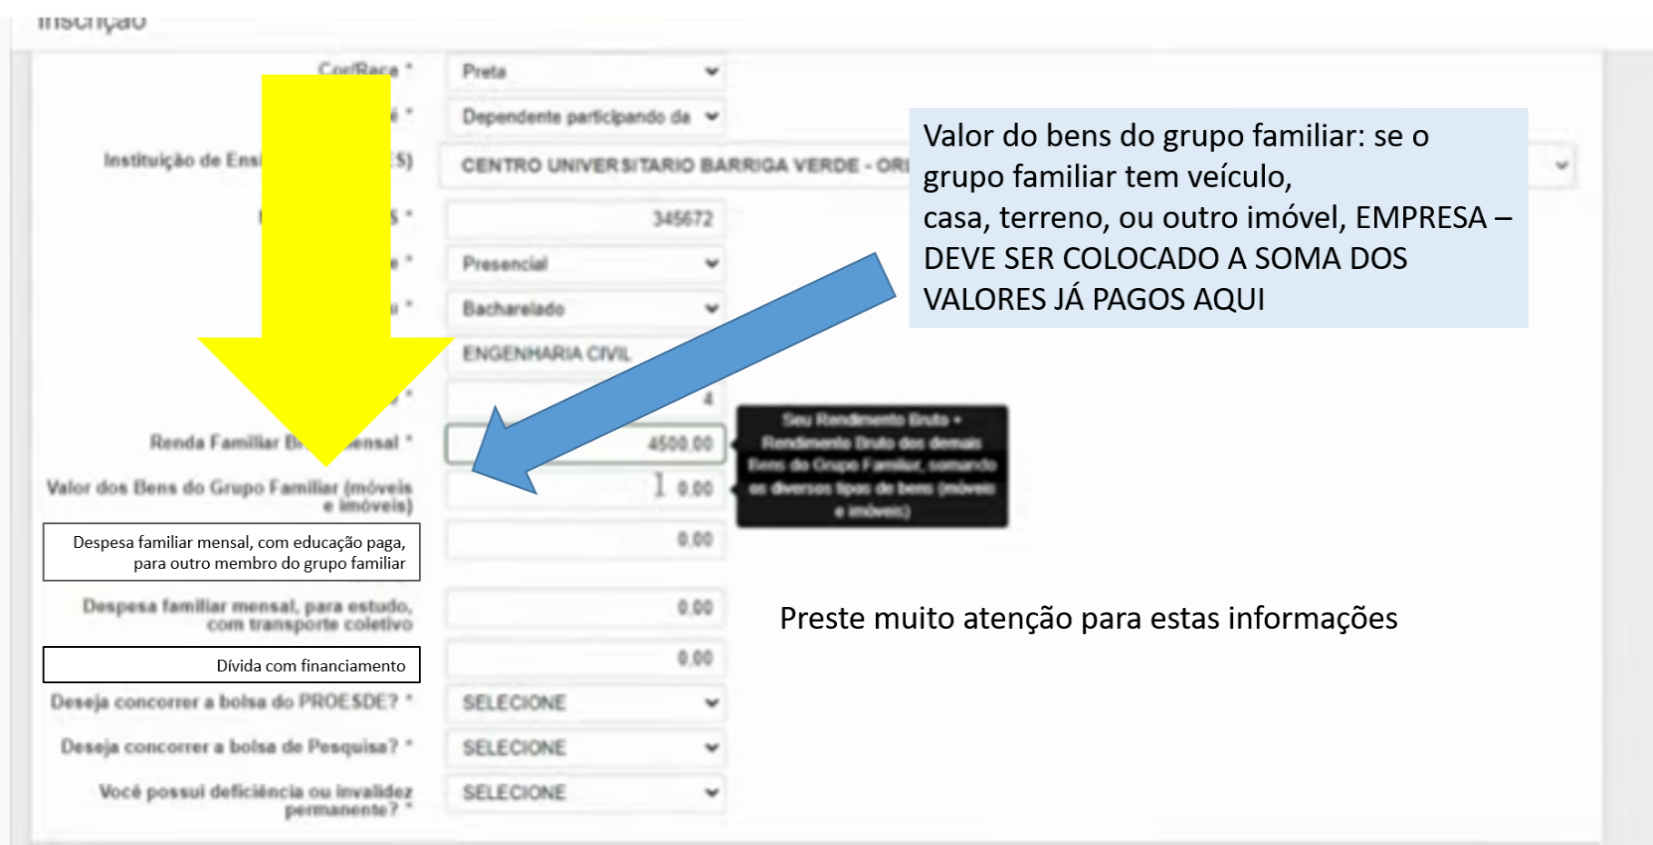 Inscrição
Cor/Raça * Preta
é * Dependente participando da
Instituição de Ensi S) CENTRO UNIVERSITARIO BARRIGA VERDE - ORL
S * 345672
e * Presencial
u * Bacharelado
ENGENHARIA CIVIL
* 4
Renda Familiar B ensal * 4500,00
Valor dos Bens do Grupo Familiar (móveis
e imóveis) 0,00
Despesa familiar mensal, com educação paga,
para outro membro do grupo familiar
0,00
Despesa familiar mensal, para estudo,
com transporte coletivo
0,00
Dívida com financiamento
0,00
Deseja concorrer a bolsa do PROESDE? * SELECIONE
Deseja concorrer a bolsa de Pesquisa? * SELECIONE
Você possui deficiência ou invalidez
permanente? * SELECIONE
Valor do bens do grupo familiar: se o
grupo familiar tem veículo,
casa, terreno, ou outro imóvel, EMPRESA –
DEVE SER COLOCADO A SOMA DOS
VALORES JÁ PAGOS AQUI
Seu Rendimento Bruto +
Rendimento Bruto dos demais
Bens do Grupo Familiar, somando
os diversos tipos de bens (móveis
e imóveis)
Preste muito atenção para estas informações